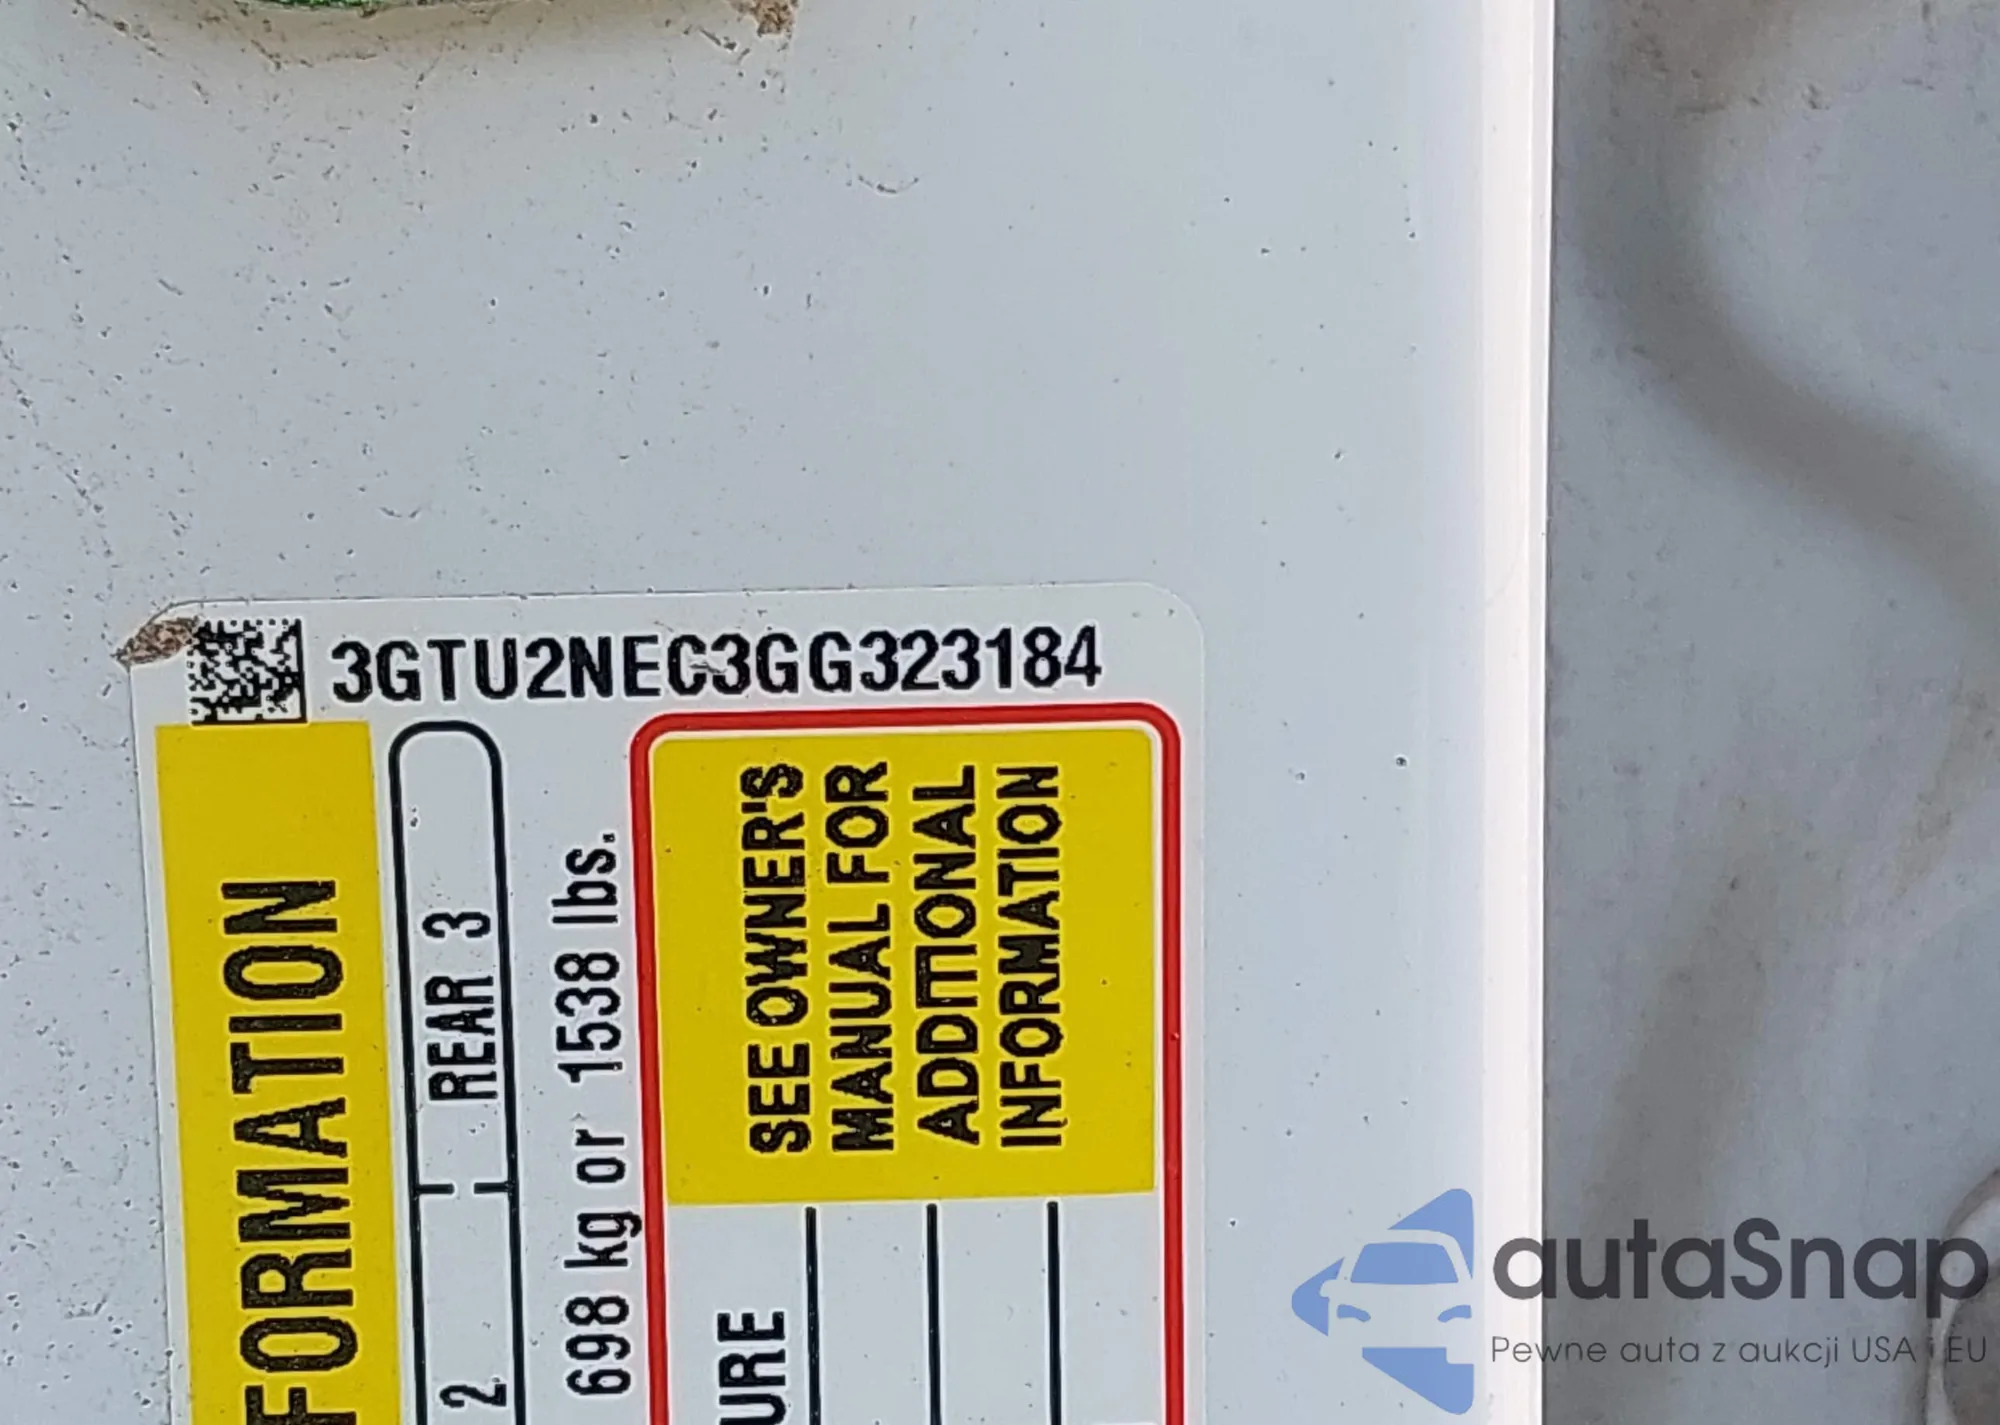 3GTU2NEC3GG323184
FORMATION
2 REAR 3
698 kg or 1538 lbs.
SEE OWNER'S
MANUAL FOR
ADDITIONAL
INFORMATION
URE
autaSnap
Pewne auta z aukcji USA i EU